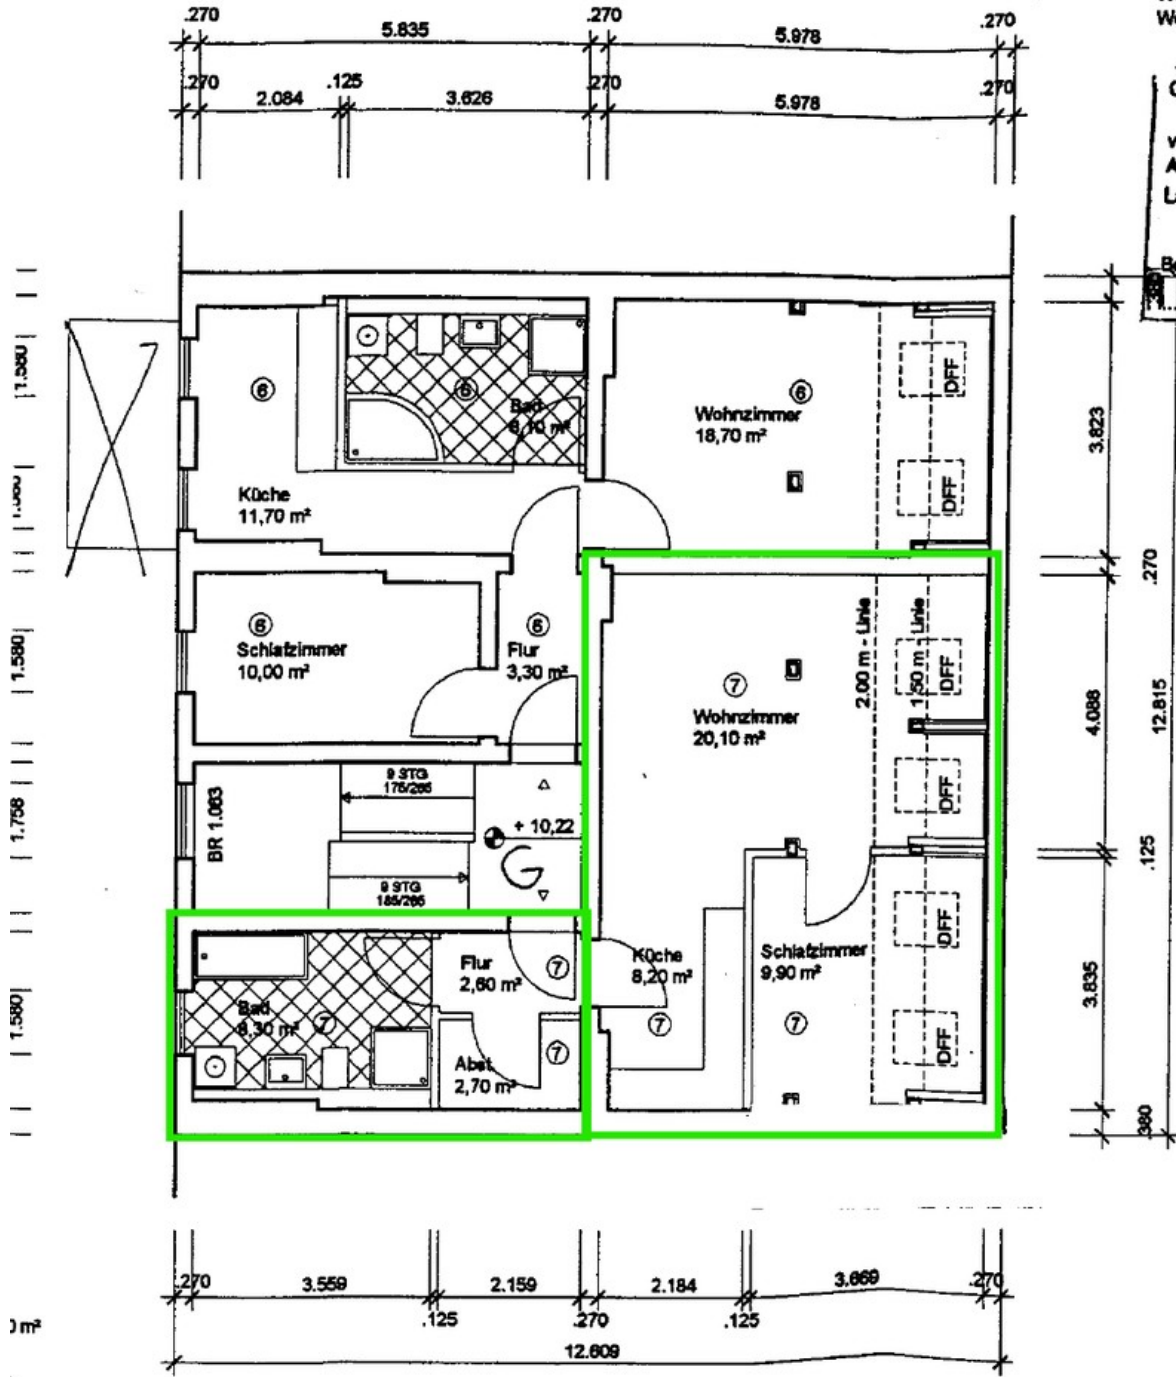 .270 5.835 .270 5.978 .270
.270 2.084 .125 3.626 .270 5.978 .270
1.580
6
6
Bad
6
Wohnzimmer
18,70 m²
DFF
DFF
3.823
Küche
11,70 m²
.270
6
Schlafzimmer
10,00 m²
6
Flur
3,30 m²
7
Wohnzimmer
20,10 m²
2.00 m - Linie
1.50 m - Linie
DFF
DFF
1.580
4.088
12.815
9 STG
BR 1.063
+ 10,22
G
9 STG
1.758
.125
Flur
2,60 m²
7
Küche
8,20 m²
7
Schlafzimmer
9,90 m²
7
DFF
DFF
Bad
8,30 m²
7
Abst.
2,70 m²
7
1.580
3.835
.380
.270 3.559 .125 2.159 .270 2.184 .125 3.669 .270
12.609